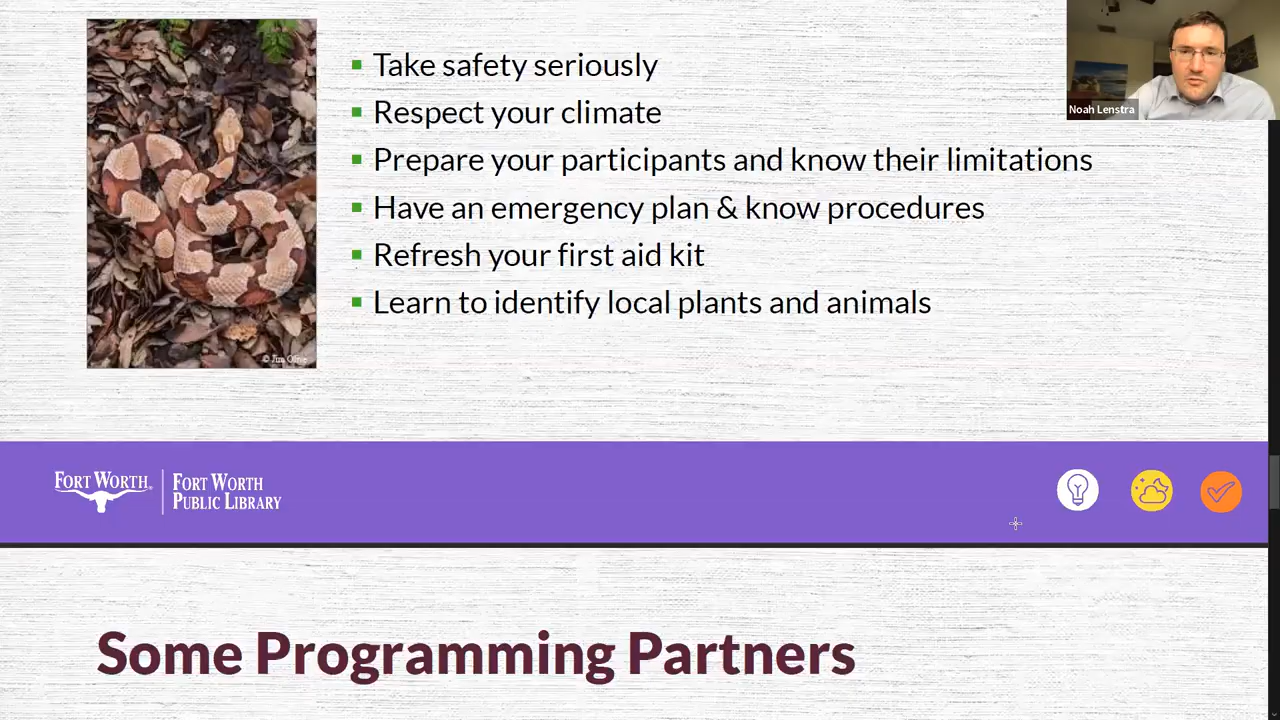 Take safety seriously
Noah Lenstra
Respect your climate
Prepare your participants and know their limitations
Have an emergency plan & know procedures
Refresh your first aid kit
Learn to identify local plants and animals
© Jim
FORT WORTH
FORT WORTH
PUBLIC LIBRARY
Some Programming Partners